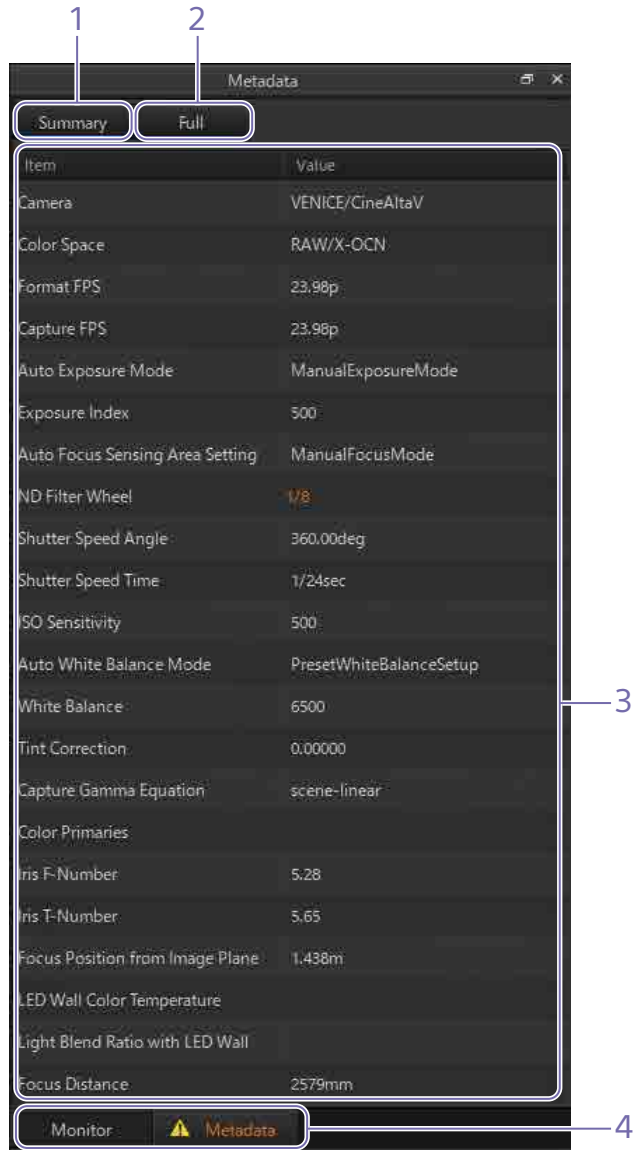 1 2
Metadata
Summary Full
Item Value
Camera VENICE/CineAltaV
Color Space RAW/X-OCN
Format FPS 23.98p
Capture FPS 23.98p
Auto Exposure Mode ManualExposureMode
Exposure Index 500
Auto Focus Sensing Area Setting ManualFocusMode
ND Filter Wheel 1/8
Shutter Speed Angle 360.00deg
Shutter Speed Time 1/24sec
ISO Sensitivity 500
Auto White Balance Mode PresetWhiteBalanceSetup
White Balance 6500
3
Tint Correction 0.00000
Capture Gamma Equation scene-linear
Color Primaries
Iris F-Number 5.28
Iris T-Number 5.65
Focus Position from Image Plane 1.438m
LED Wall Color Temperature
Light Blend Ratio with LED Wall
Focus Distance 2579mm
Monitor Metadata 4